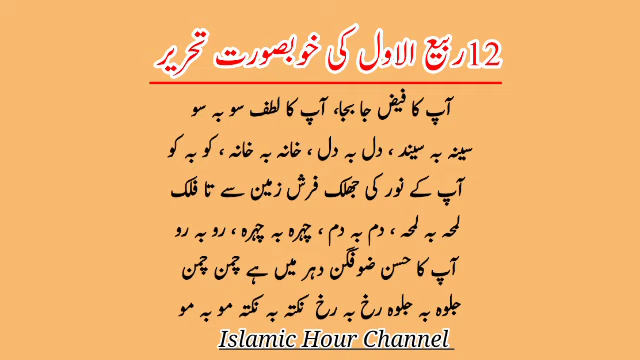 12ربیع الاول کی خوبصورت تحریر
آپ کا فیض جا بجا، آپ کا لطف سو بہ سو
سینہ بہ سیند ، دل بہ دل ، خانہ بہ خانہ ، کو بہ کو
آپ کے نور کی جھلک فرش زمین سے تا فلک
لمحہ بہ لمحہ ، دم بہ دم ، چہرہ بہ چہرہ ، رو بہ رو
آپ کا حسن ضوفگن دہر میں ہے چمن چمن
جلوہ بہ جلوہ رخ بہ رخ نکتہ بہ نکتہ مو بہ مو
Islamic Hour Channel